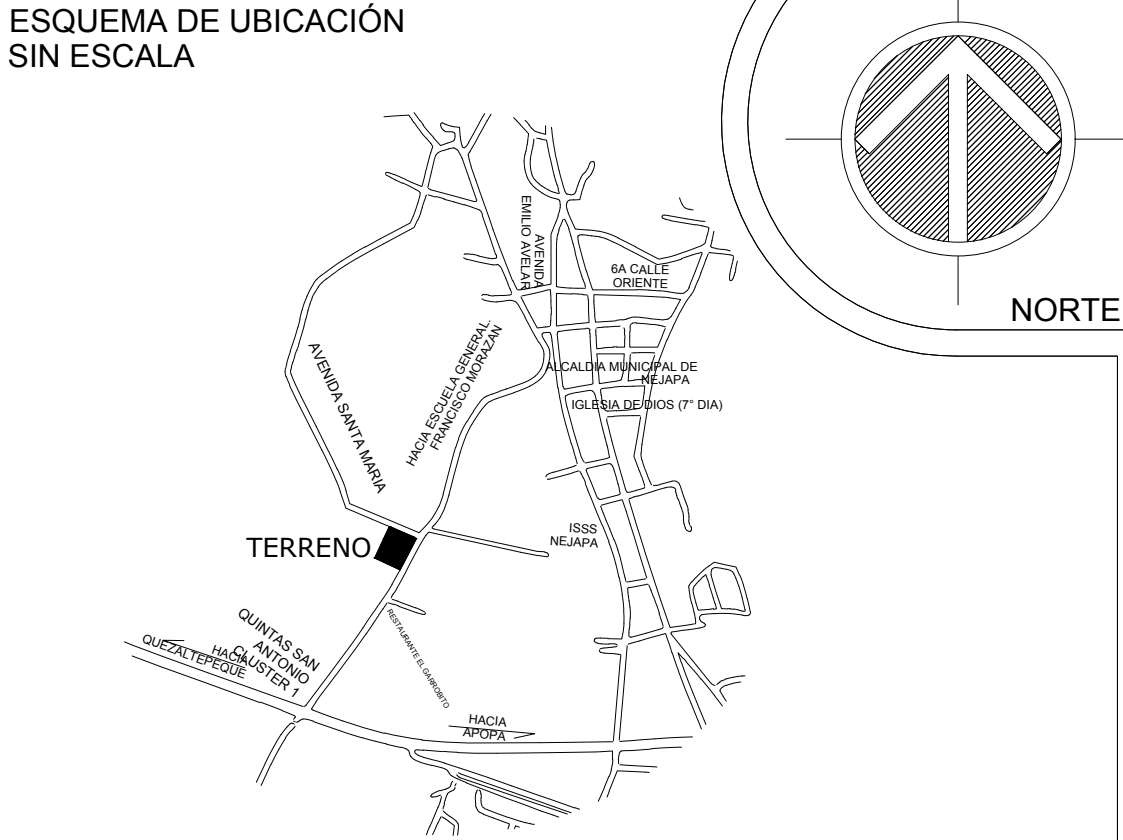 ESQUEMA DE UBICACIÓN
SIN ESCALA
NORTE
AVENIDA
EMILIO AVELAR
6A CALLE
ORIENTE
AVENIDA SANTA MARIA
HACIA ESCUELA GENERAL.
FRANCISCO MORAZAN
ALCALDIA MUNICIPAL DE
NEJAPA
IGLESIA DE DIOS (7° DIA)
ISSS
NEJAPA
TERRENO
QUINTAS SAN
ANTONIO
CLUSTER 1
HACIA
QUEZALTEPEQUE
RESTAURANTE EL GARROBITO
HACIA
APOPA